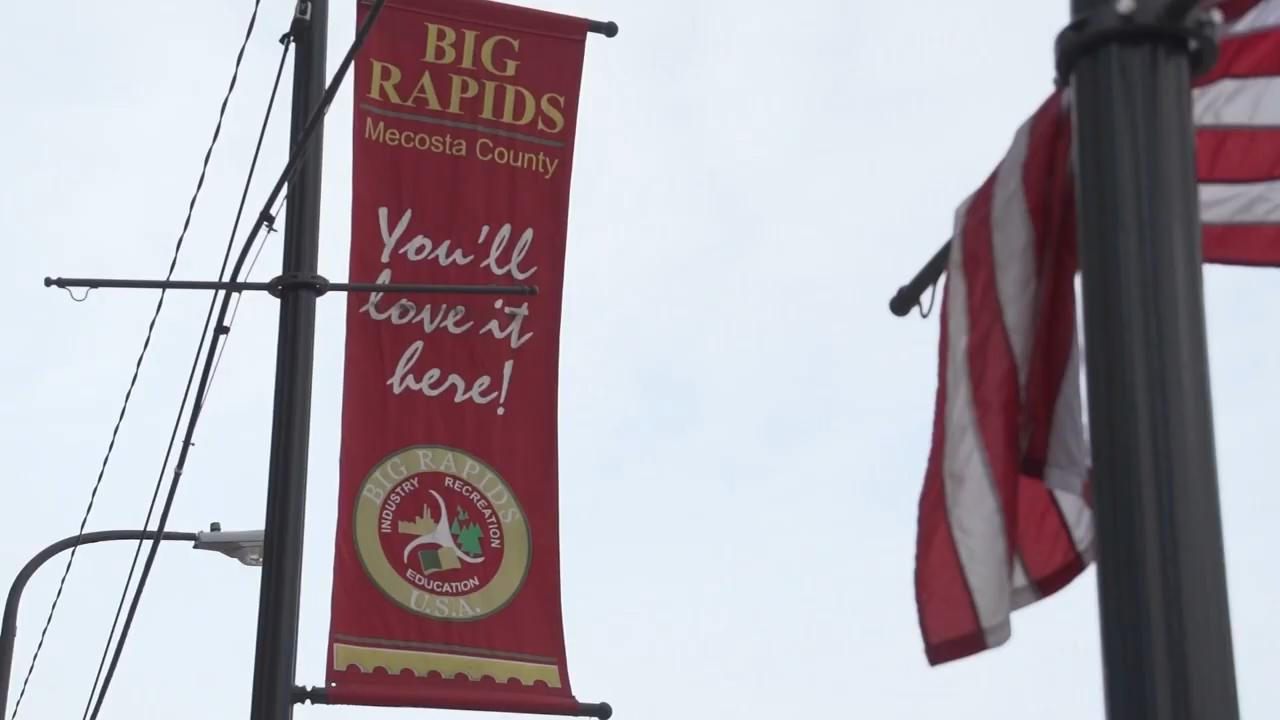 BIG
RAPIDS
Mecosta County
You'll
love it
here!
BIG RAPIDS
INDUSTRY RECREATION
EDUCATION
U.S.A.